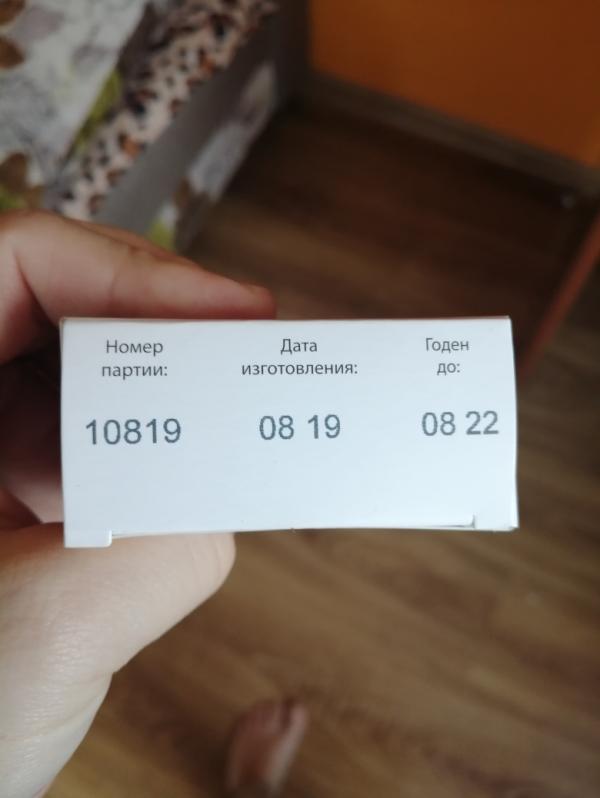 Номер
партии:
10819
Дата
изготовления:
08 19
Годен
до:
08 22